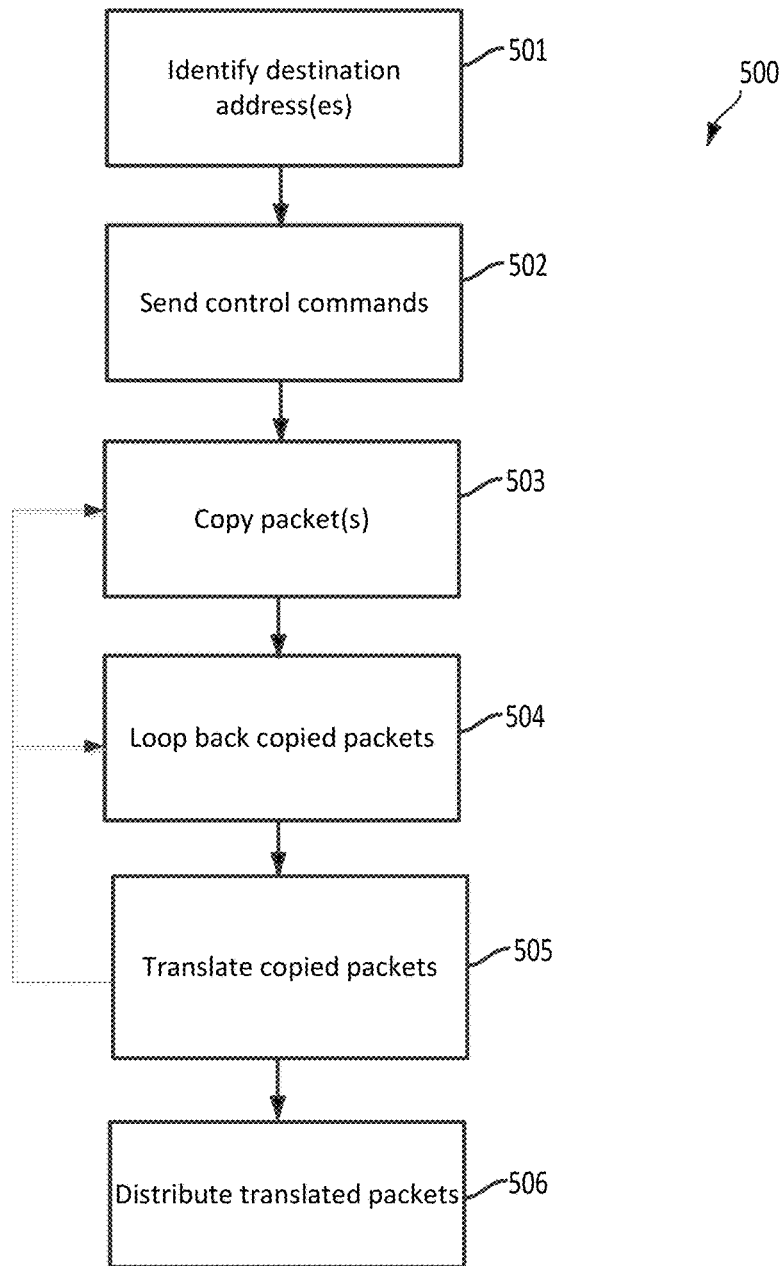 Identify destination
address(es)
501
500
Send control commands
502
Copy packet(s)
503
Loop back copied packets
504
Translate copied packets
505
Distribute translated packets
506